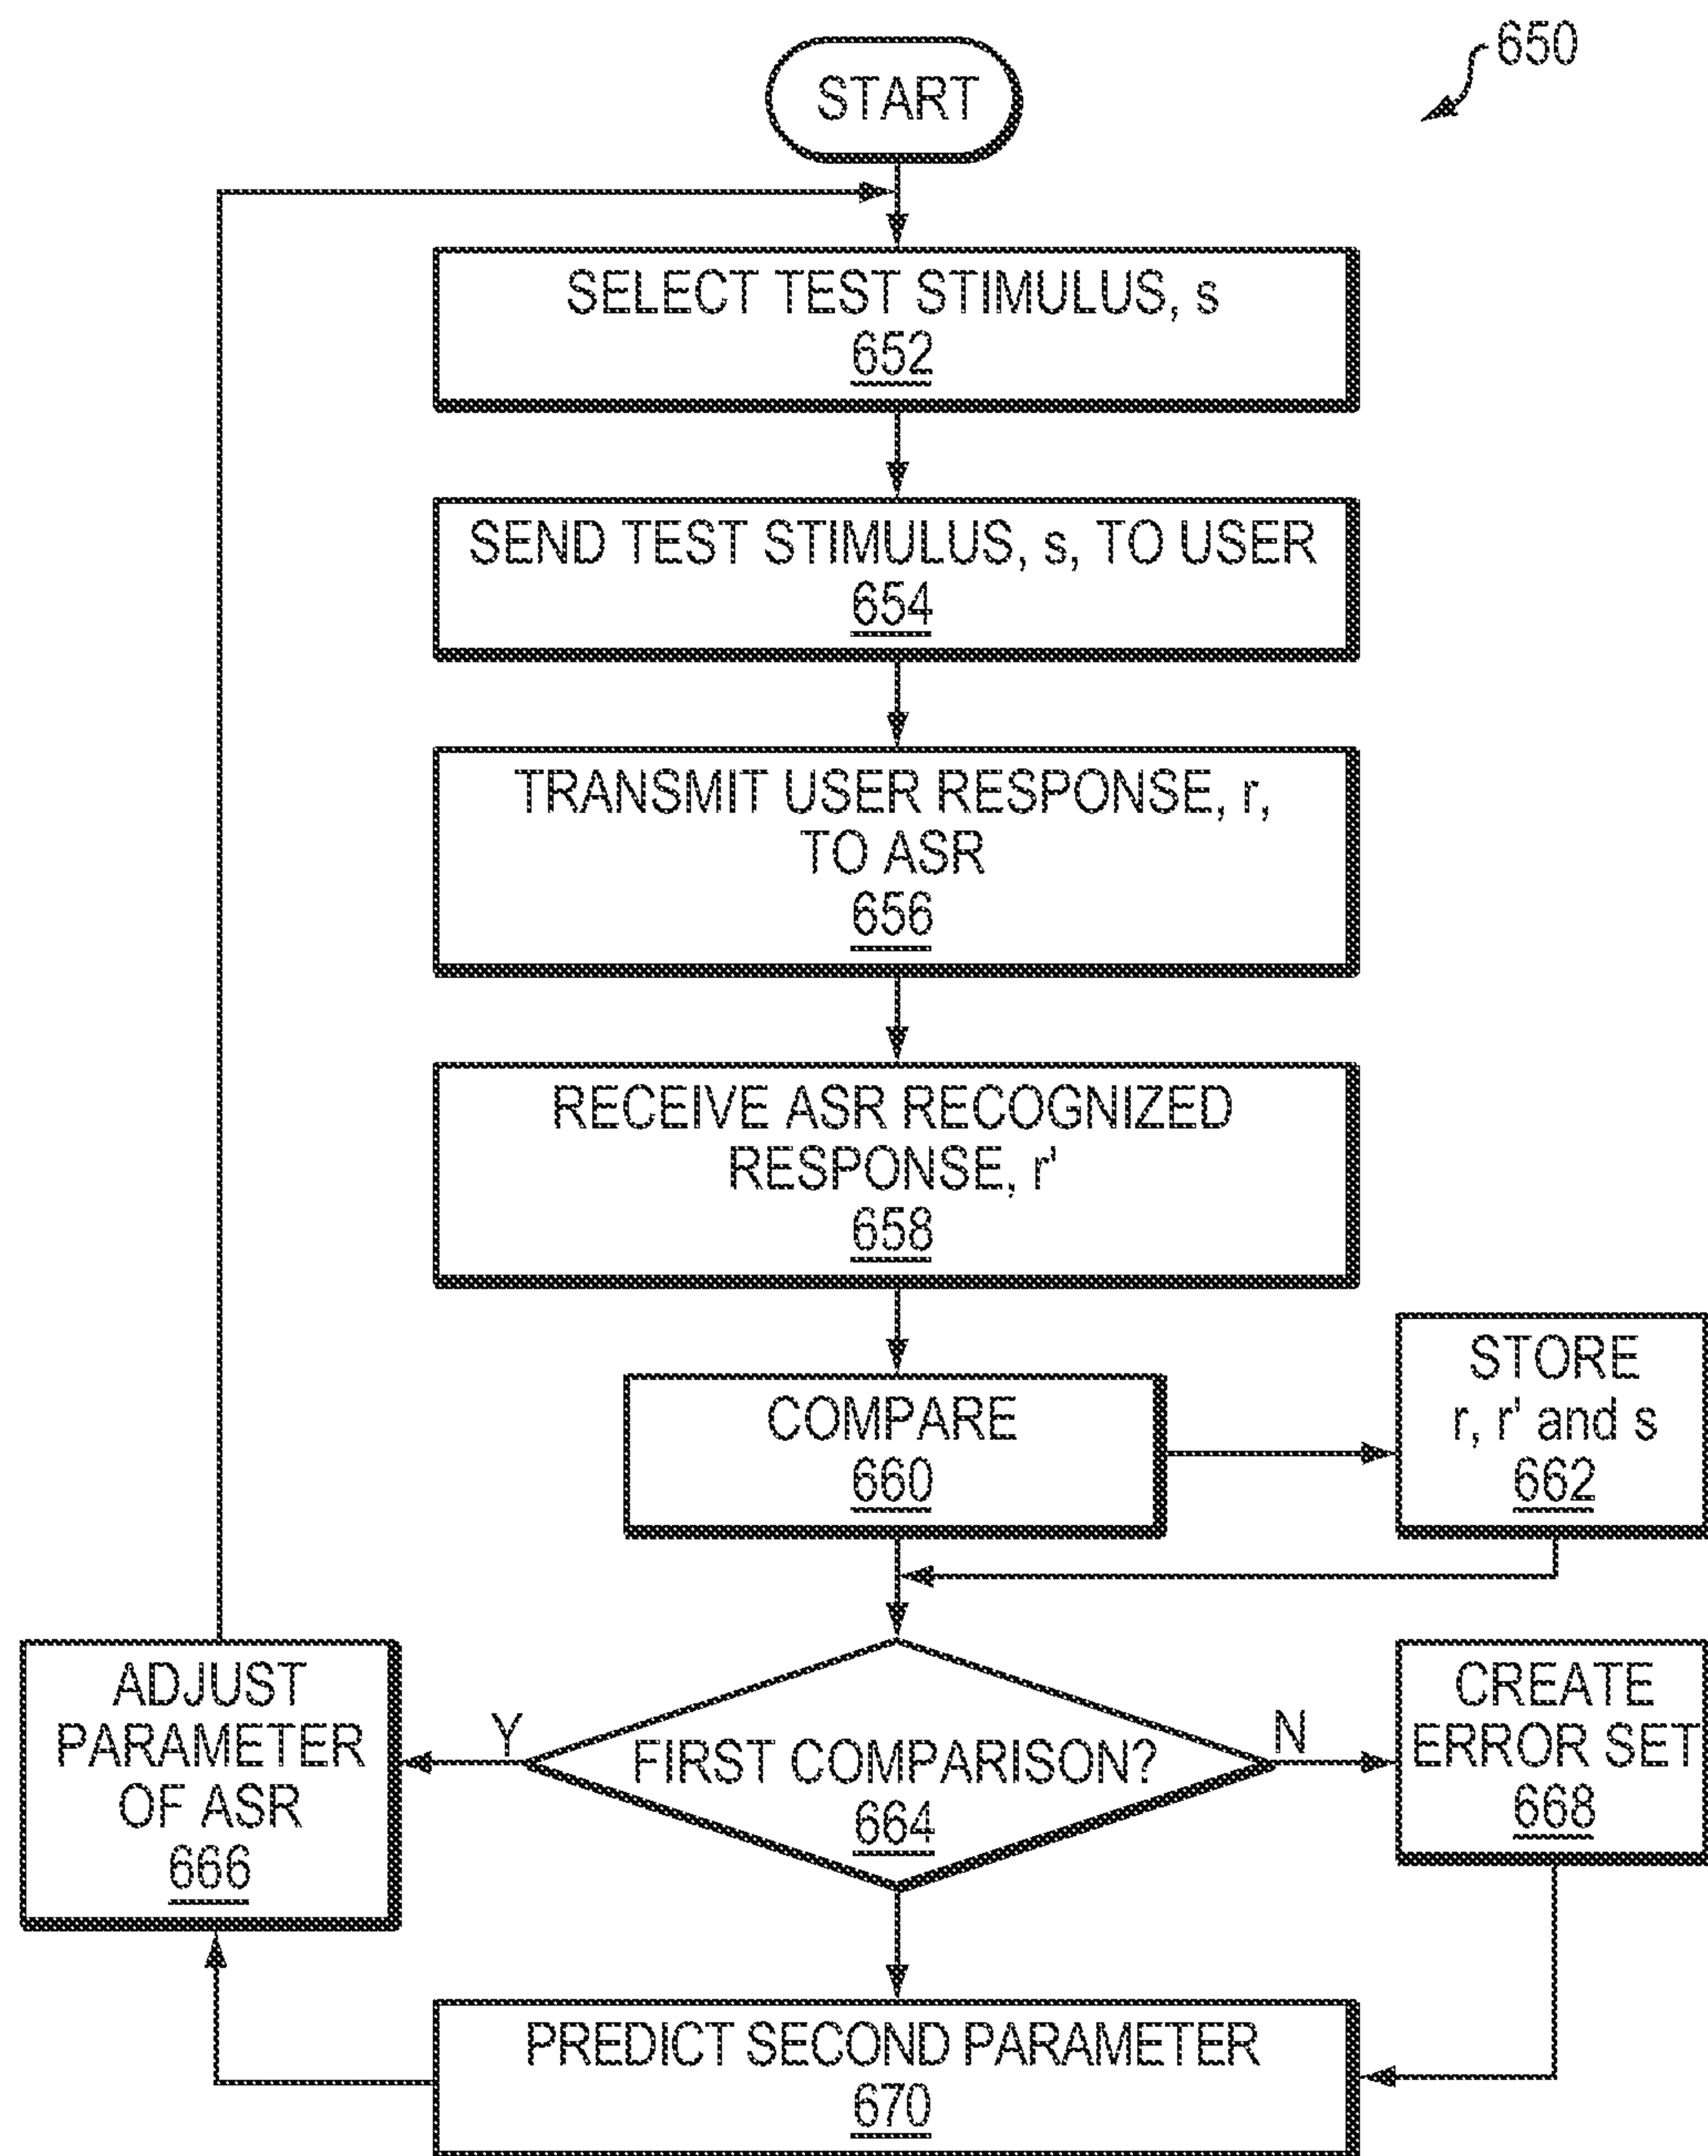 650
START
SELECT TEST STIMULUS, s
652
SEND TEST STIMULUS, s, TO USER
654
TRANSMIT USER RESPONSE, r,
TO ASR
656
RECEIVE ASR RECOGNIZED
RESPONSE, r'
658
COMPARE
660
STORE
r, r' and s
662
ADJUST
PARAMETER
OF ASR
666
Y
FIRST COMPARISON?
664
N
CREATE
ERROR SET
668
PREDICT SECOND PARAMETER
670